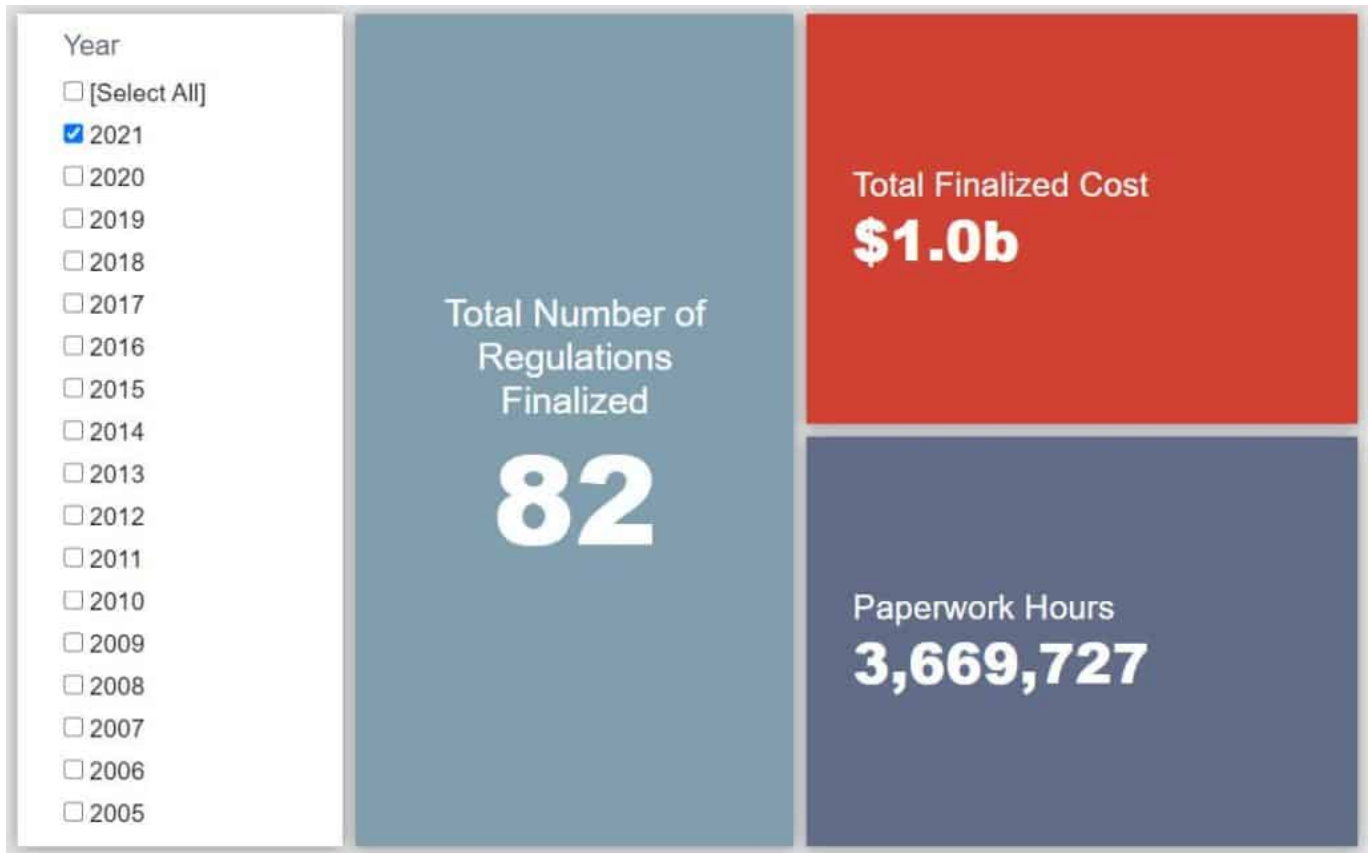 Year
[Select All]
2021
2020
2019
2018
2017
2016
2015
2014
2013
2012
2011
2010
2009
2008
2007
2006
2005
Total Number of
Regulations
Finalized
82
Total Finalized Cost
$1.0b
Paperwork Hours
3,669,727